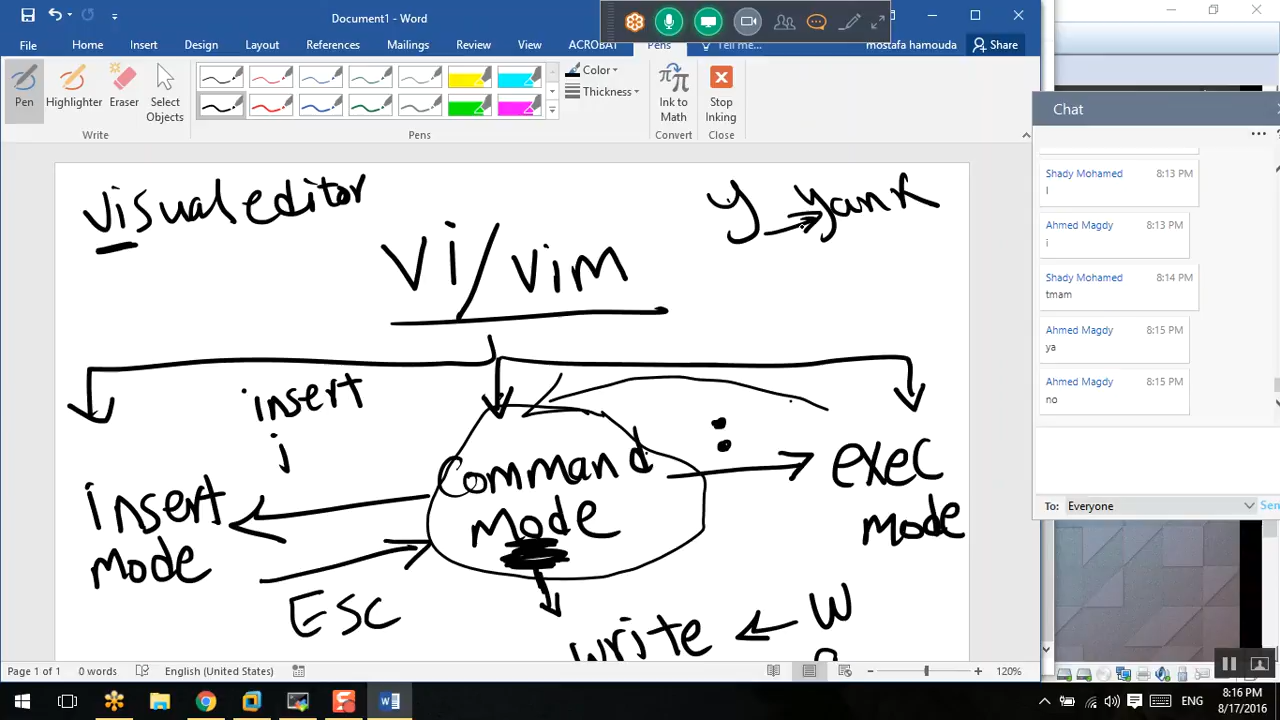 Document1 - Word
File
Home
Insert
Design
Layout
References
Mailings
Review
View
ACROBAT
Pens
Tell me...
mostafa hamouda
Share
Pen
Highlighter
Eraser
Select Objects
Color
Thickness
Ink to Math
Stop Inking
Write
Pens
Convert
Close
visual editor
y yank
vi/vim
insert
i
:
Command
mode
exec
mode
insert
mode
ESC
write
w
Chat
Shady Mohamed 8:13 PM
I
Ahmed Magdy 8:13 PM
i
Shady Mohamed 8:14 PM
tmam
Ahmed Magdy 8:15 PM
ya
Ahmed Magdy 8:15 PM
no
To: Everyone
Page 1 of 1
0 words
English (United States)
120%
ENG
8:16 PM
8/17/2016